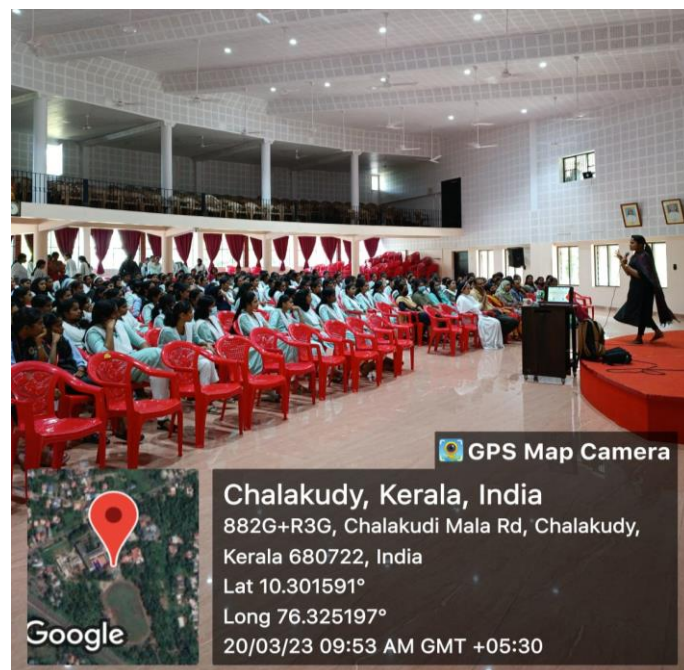 GPS Map Camera
Chalakudy, Kerala, India
882G+R3G, Chalakudi Mala Rd, Chalakudy,
Kerala 680722, India
Lat 10.301591°
Long 76.325197°
20/03/23 09:53 AM GMT +05:30
Google